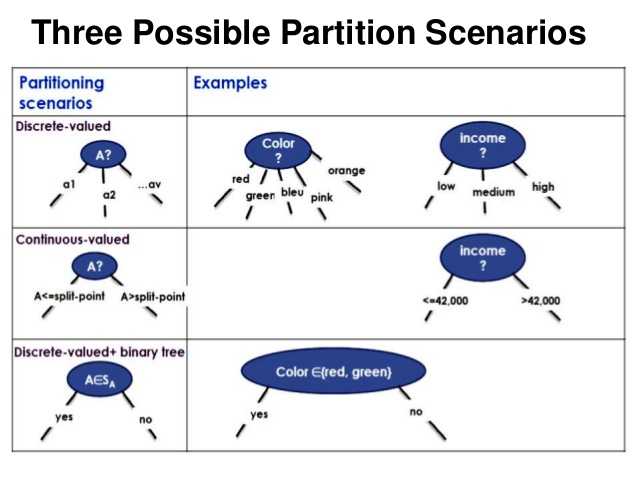 Three Possible Partition Scenarios
Partitioning
scenarios
Examples
Discrete-valued
A?
a1
a2
...av
Color
?
red
green
bleu
pink
orange
income
?
low
medium
high
Continuous-valued
A?
A<=split-point
A>split-point
income
?
<=42,000
>42,000
Discrete-valued+ binary tree
A∈SA
yes
no
Color ∈{red, green}
yes
no